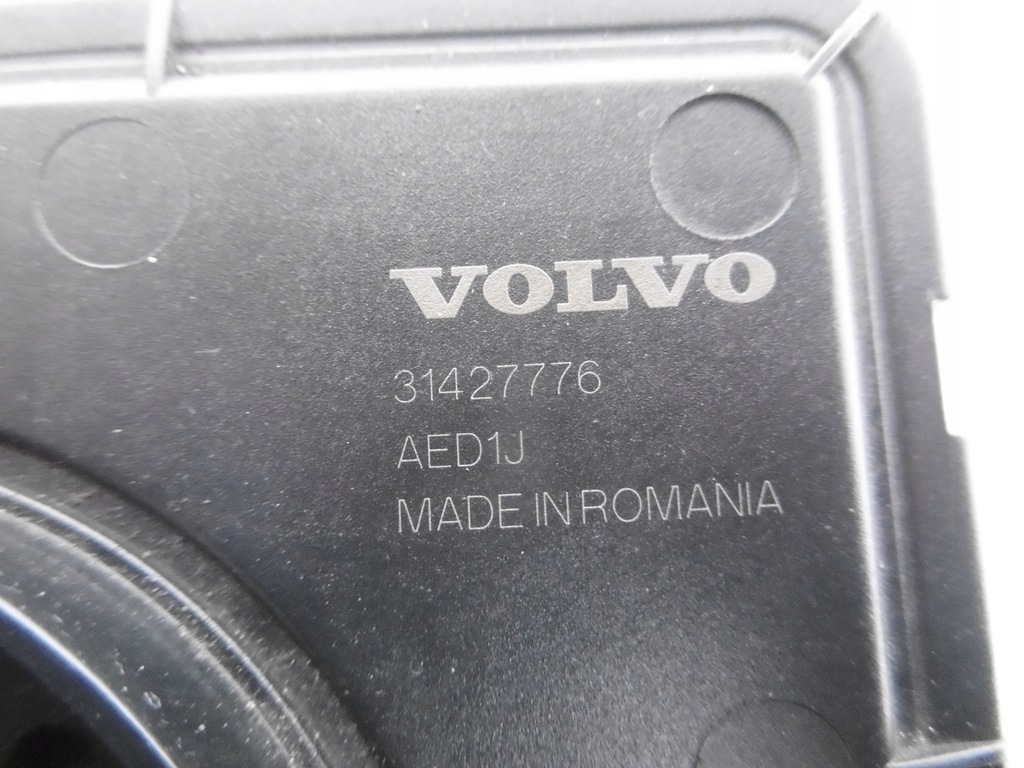 VOLVO
31427776
AED1J
MADE IN ROMANIA